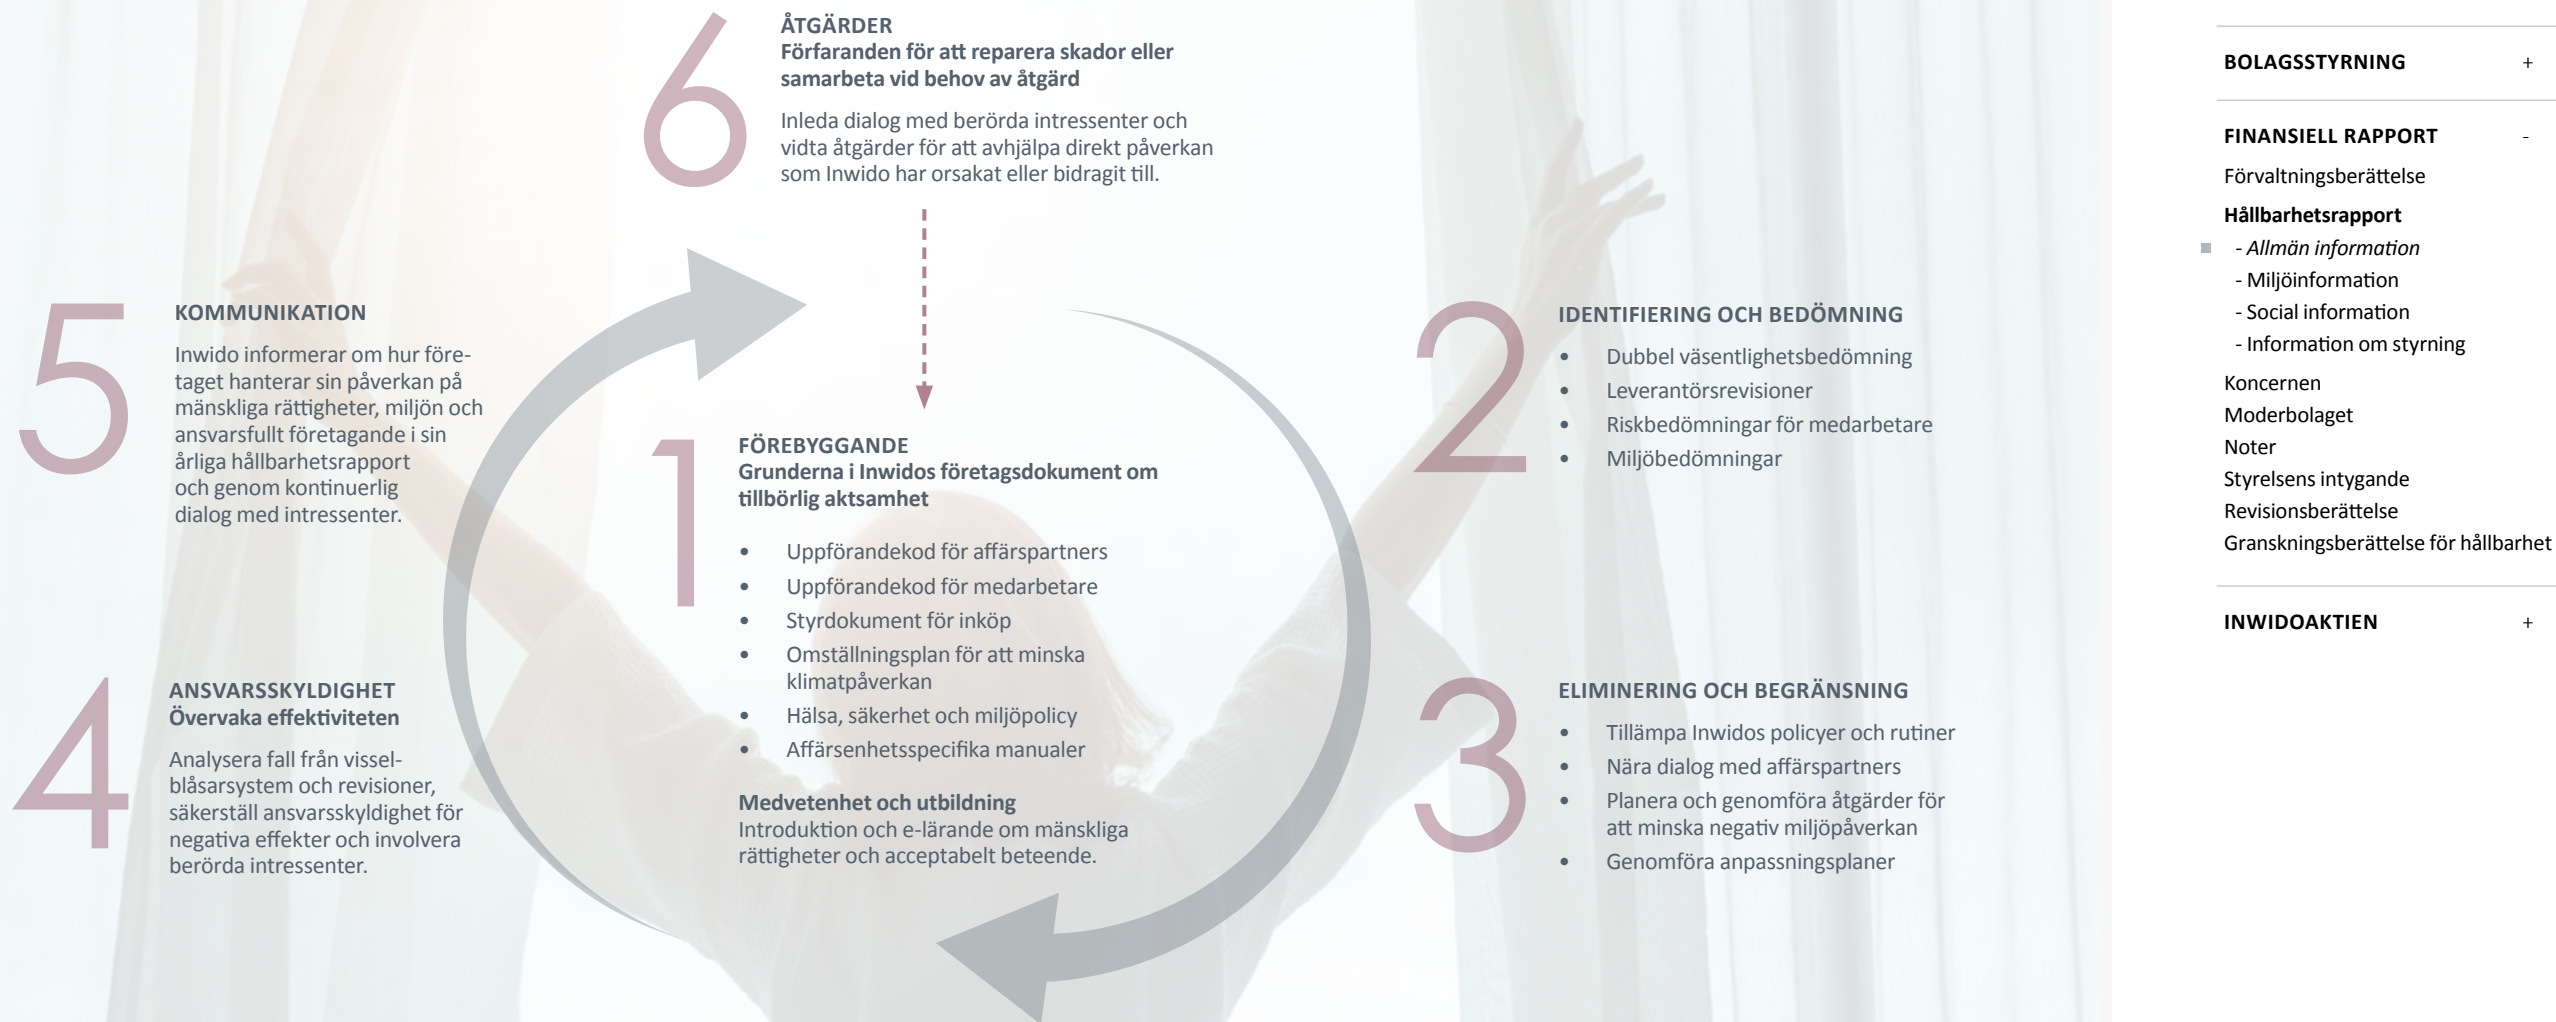 6
ÅTGÄRDER
Förfaranden för att reparera skador eller
samarbeta vid behov av åtgärd
Inleda dialog med berörda intressenter och
vidta åtgärder för att avhjälpa direkt påverkan
som Inwido har orsakat eller bidragit till.
5
KOMMUNIKATION
Inwido informerar om hur före-
taget hanterar sin påverkan på
mänskliga rättigheter, miljön och
ansvarsfullt företagande i sin
årliga hållbarhetsrapport
och genom kontinuerlig
dialog med intressenter.
4
ANSVARSSKYLDIGHET
Övervaka effektiviteten
Analysera fall från vissel-
blåsarsystem och revisioner,
säkerställ ansvarsskyldighet för
negativa effekter och involvera
berörda intressenter.
1
FÖREBYGGANDE
Grunderna i Inwidos företagsdokument om
tillbörlig aktsamhet
• Uppförandekod för affärspartners
• Uppförandekod för medarbetare
• Styrdokument för inköp
• Omställningsplan för att minska
klimatpåverkan
• Hälsa, säkerhet och miljöpolicy
• Affärsenhetsspecifika manualer
Medvetenhet och utbildning
Introduktion och e-lärande om mänskliga
rättigheter och acceptabelt beteende.
2
IDENTIFIERING OCH BEDÖMNING
• Dubbel väsentlighetsbedömning
• Leverantörsrevisioner
• Riskbedömningar för medarbetare
• Miljöbedömningar
3
ELIMINERING OCH BEGRÄNSNING
• Tillämpa Inwidos policyer och rutiner
• Nära dialog med affärspartners
• Planera och genomföra åtgärder för
att minska negativ miljöpåverkan
• Genomföra anpassningsplaner
BOLAGSSTYRNING +
FINANSIELL RAPPORT -
Förvaltningsberättelse
Hållbarhetsrapport
- Allmän information
- Miljöinformation
- Social information
- Information om styrning
Koncernen
Moderbolaget
Noter
Styrelsens intygande
Revisionsberättelse
Granskningsberättelse för hållbarhet
INWIDOAKTIEN +